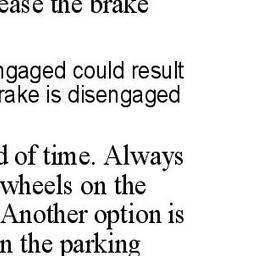 ease the brake
ngaged could result
rake is disengaged
d of time. Always
wheels on the
Another option is
n the parking